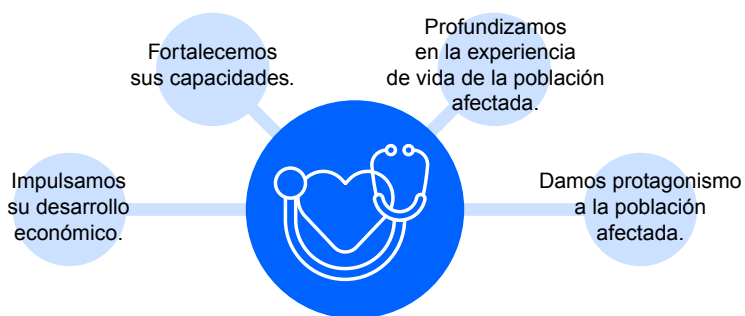 Fortalecemos
sus capacidades.
Profundizamos
en la experiencia
de vida de la población
afectada.
Impulsamos
su desarrollo
económico.
Damos protagonismo
a la población
afectada.